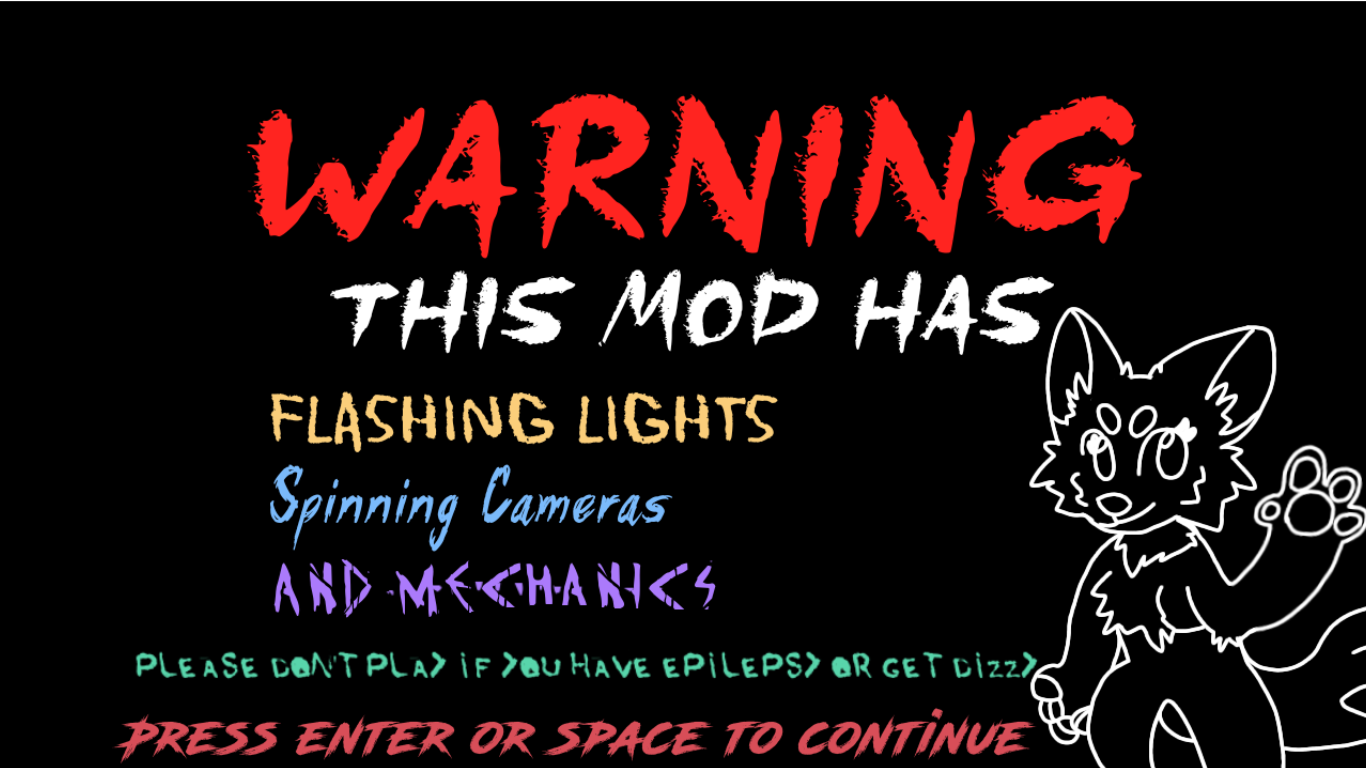 WARNING
THIS MOD HAS
FLASHING LIGHTS
Spinning Cameras
AND MECHANICS
PLEASE DON'T PLAY IF YOU HAVE EPILEPSY OR GET DIZZY
PRESS ENTER OR SPACE TO CONTINUE